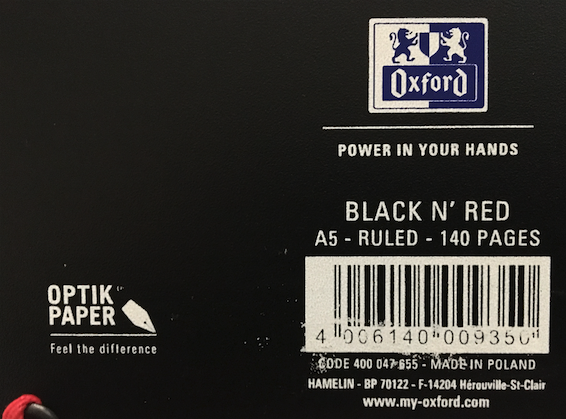 Oxford
POWER IN YOUR HANDS
BLACK N' RED
A5 - RULED - 140 PAGES
OPTIK
PAPER
Feel the difference
4 006140 009350
CODE 400 047 655 - MADE IN POLAND
HAMELIN - BP 70122 - F-14204 Hérouville-St-Clair
www.my-oxford.com